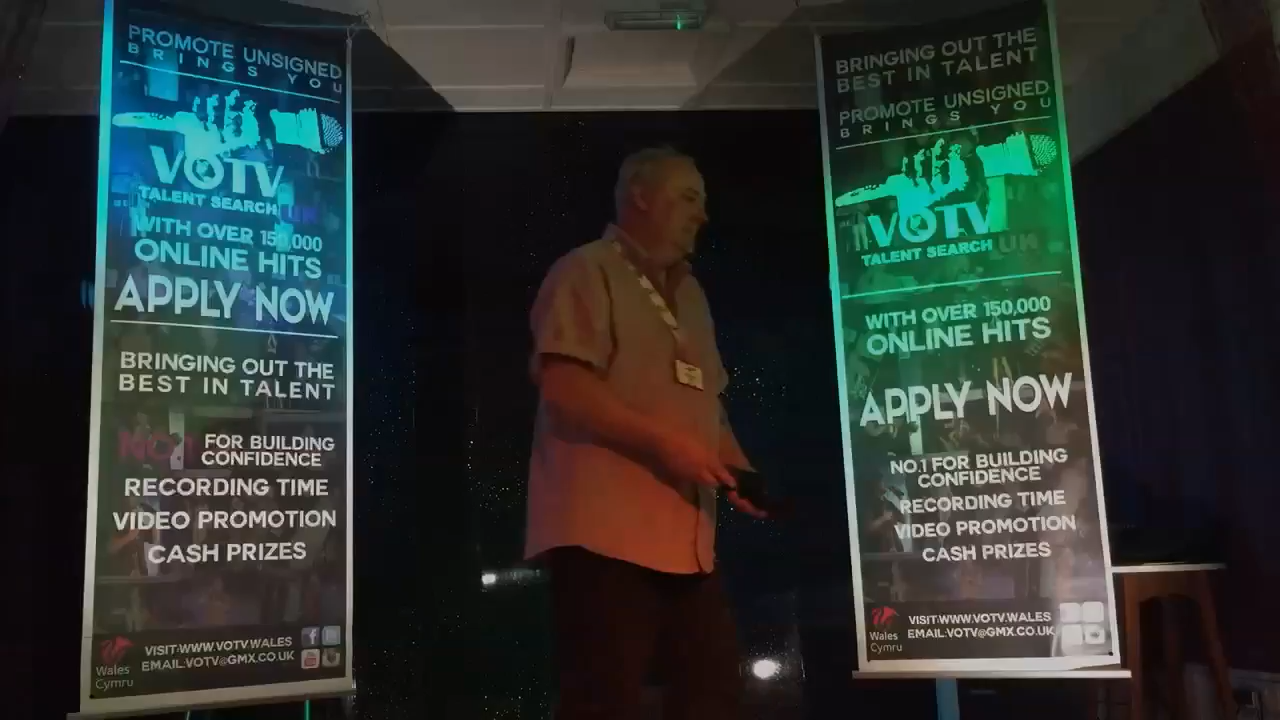 PROMOTE UNSIGNED
BRINGS YOU
VOTV
TALENT SEARCH UK
WITH OVER 150,000
ONLINE HITS
APPLY NOW
BRINGING OUT THE
BEST IN TALENT
NO.1 FOR BUILDING
CONFIDENCE
RECORDING TIME
VIDEO PROMOTION
CASH PRIZES
Wales
Cymru
VISIT:WWW.VOTV.WALES
EMAIL:VOTV@GMX.CO.UK
BRINGING OUT THE
BEST IN TALENT
PROMOTE UNSIGNED
BRINGS YOU
VOTV
TALENT SEARCH UK
WITH OVER 150,000
ONLINE HITS
APPLY NOW
NO.1 FOR BUILDING
CONFIDENCE
RECORDING TIME
VIDEO PROMOTION
CASH PRIZES
Wales
Cymru
VISIT:WWW.VOTV.WALES
EMAIL:VOTV@GMX.CO.UK